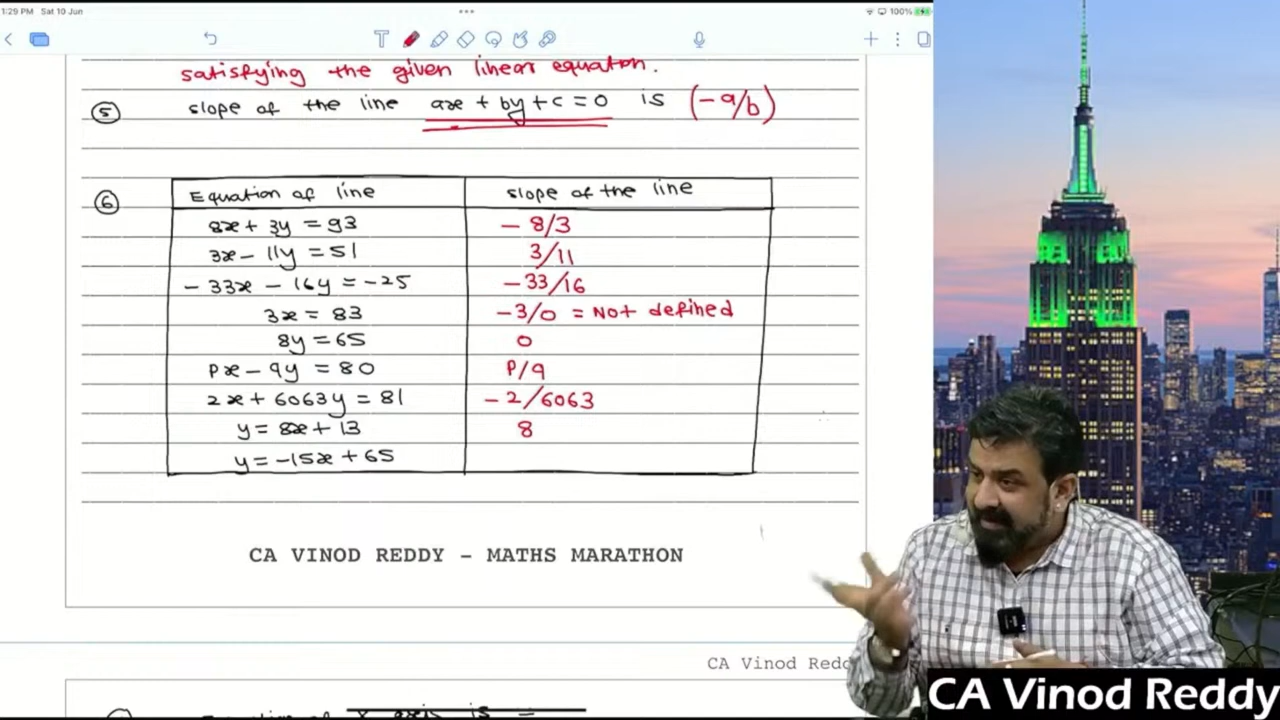 1:29 PM Sat 10 Jun
100%
T
satisfying the given linear equation.
5 slope of the line ax + by + c = 0 is (-a/b)
6
Equation of line slope of the line
8x + 3y = 93 - 8/3
3x - 11y = 51 3/11
- 33x - 16y = -25 -33/16
3x = 83 -3/0 = Not defined
8y = 65 0
px - qy = 80 p/q
2x + 6063y = 81 - 2/6063
y = 8x + 13 8
y = -15x + 65
CA VINOD REDDY - MATHS MARATHON
CA Vinod Redd
CA Vinod Reddy